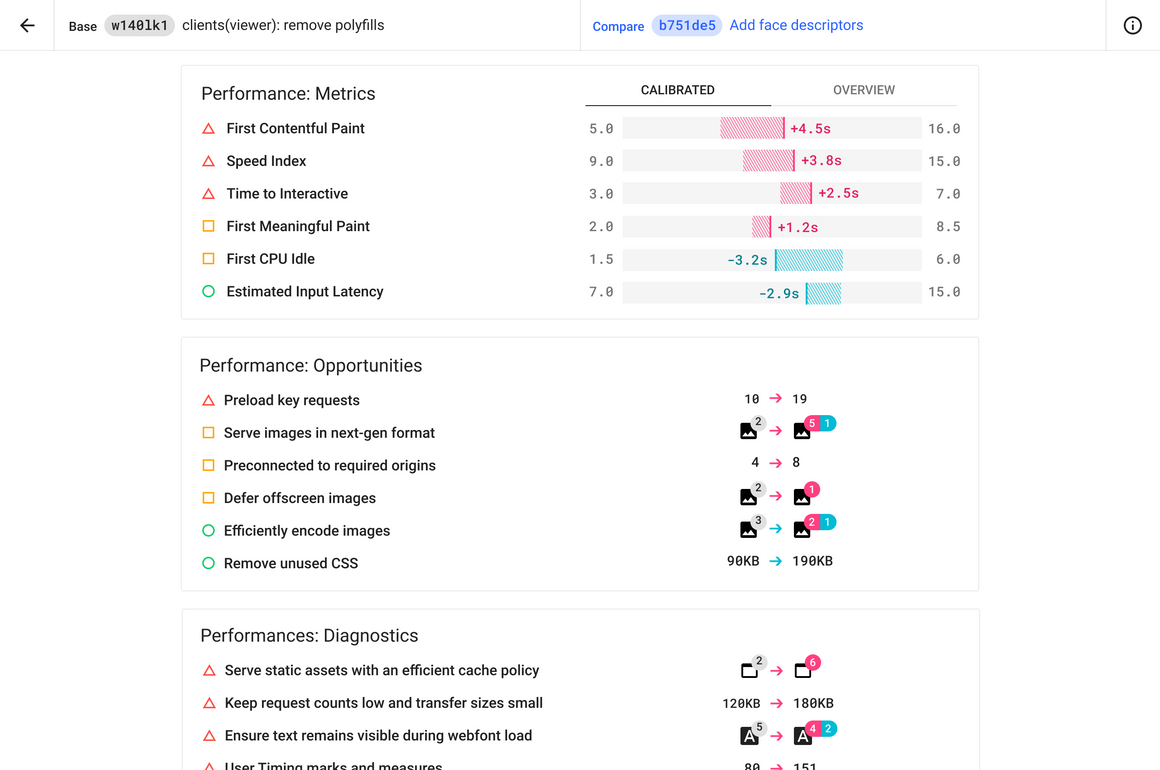 Base w140lk1 clients(viewer): remove polyfills Compare b751de5 Add face descriptors
Performance: Metrics CALIBRATED OVERVIEW
First Contentful Paint 5.0 +4.5s 16.0
Speed Index 9.0 +3.8s 15.0
Time to Interactive 3.0 +2.5s 7.0
First Meaningful Paint 2.0 +1.2s 8.5
First CPU Idle 1.5 -3.2s 6.0
Estimated Input Latency 7.0 -2.9s 15.0
Performance: Opportunities
Preload key requests 10 → 19
Serve images in next-gen format 2 → 5 1
Preconnected to required origins 4 → 8
Defer offscreen images 2 → 1
Efficiently encode images 3 → 2 1
Remove unused CSS 90KB → 190KB
Performances: Diagnostics
Serve static assets with an efficient cache policy 2 → 6
Keep request counts low and transfer sizes small 120KB → 180KB
Ensure text remains visible during webfont load A 5 → A 4 2
User Timing marks and measures 80 → 151